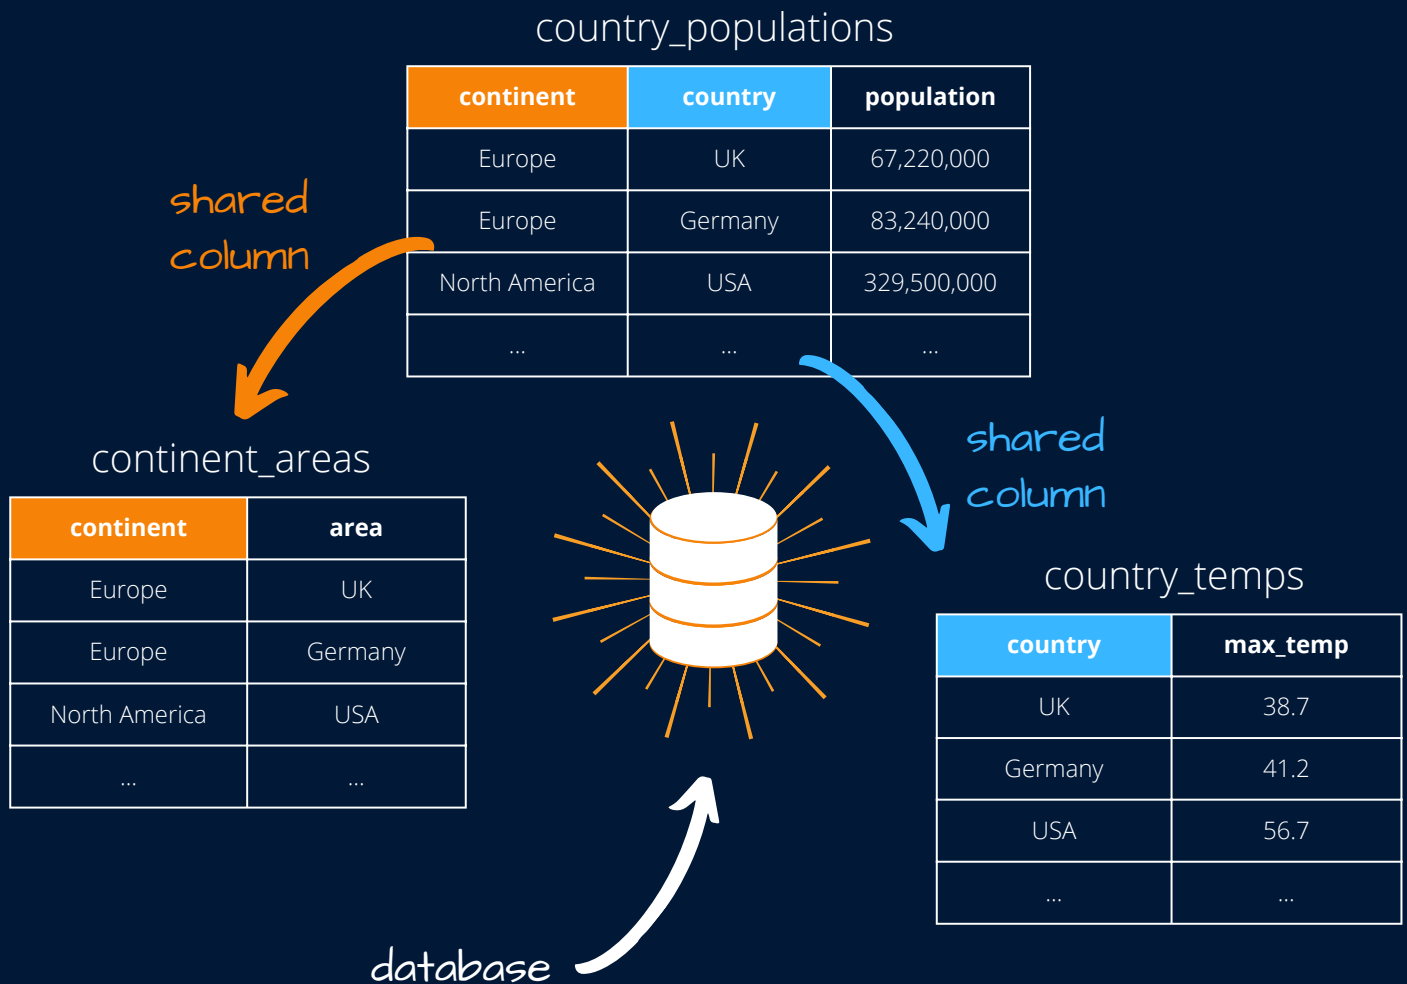 country_populations
continent country population
Europe UK 67,220,000
Europe Germany 83,240,000
North America USA 329,500,000
... ... ...
shared
column
continent_areas
continent area
Europe UK
Europe Germany
North America USA
... ...
shared
column
country_temps
country max_temp
UK 38.7
Germany 41.2
USA 56.7
... ...
database